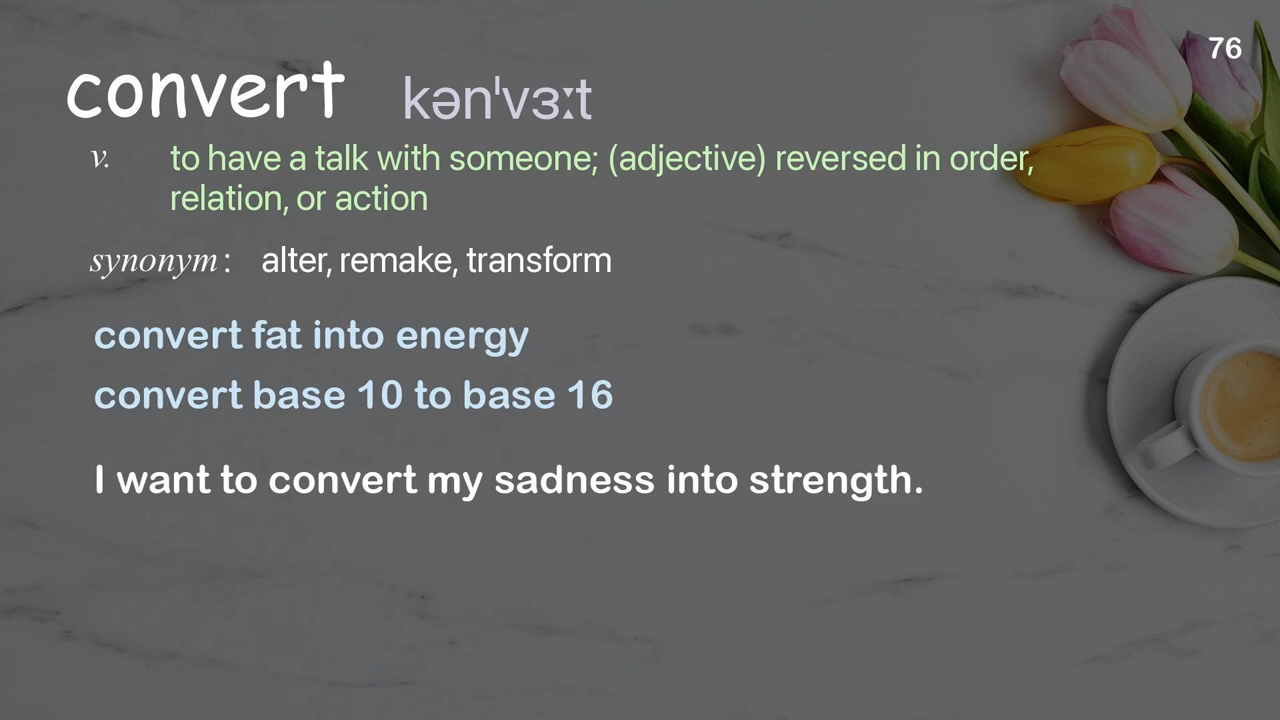 76
convert kən'vɜːt
v. to have a talk with someone; (adjective) reversed in order,
relation, or action
synonym : alter, remake, transform
convert fat into energy
convert base 10 to base 16
I want to convert my sadness into strength.